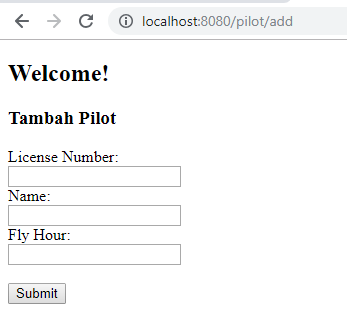 localhost:8080/pilot/add
Welcome!
Tambah Pilot
License Number:
Name:
Fly Hour:
Submit